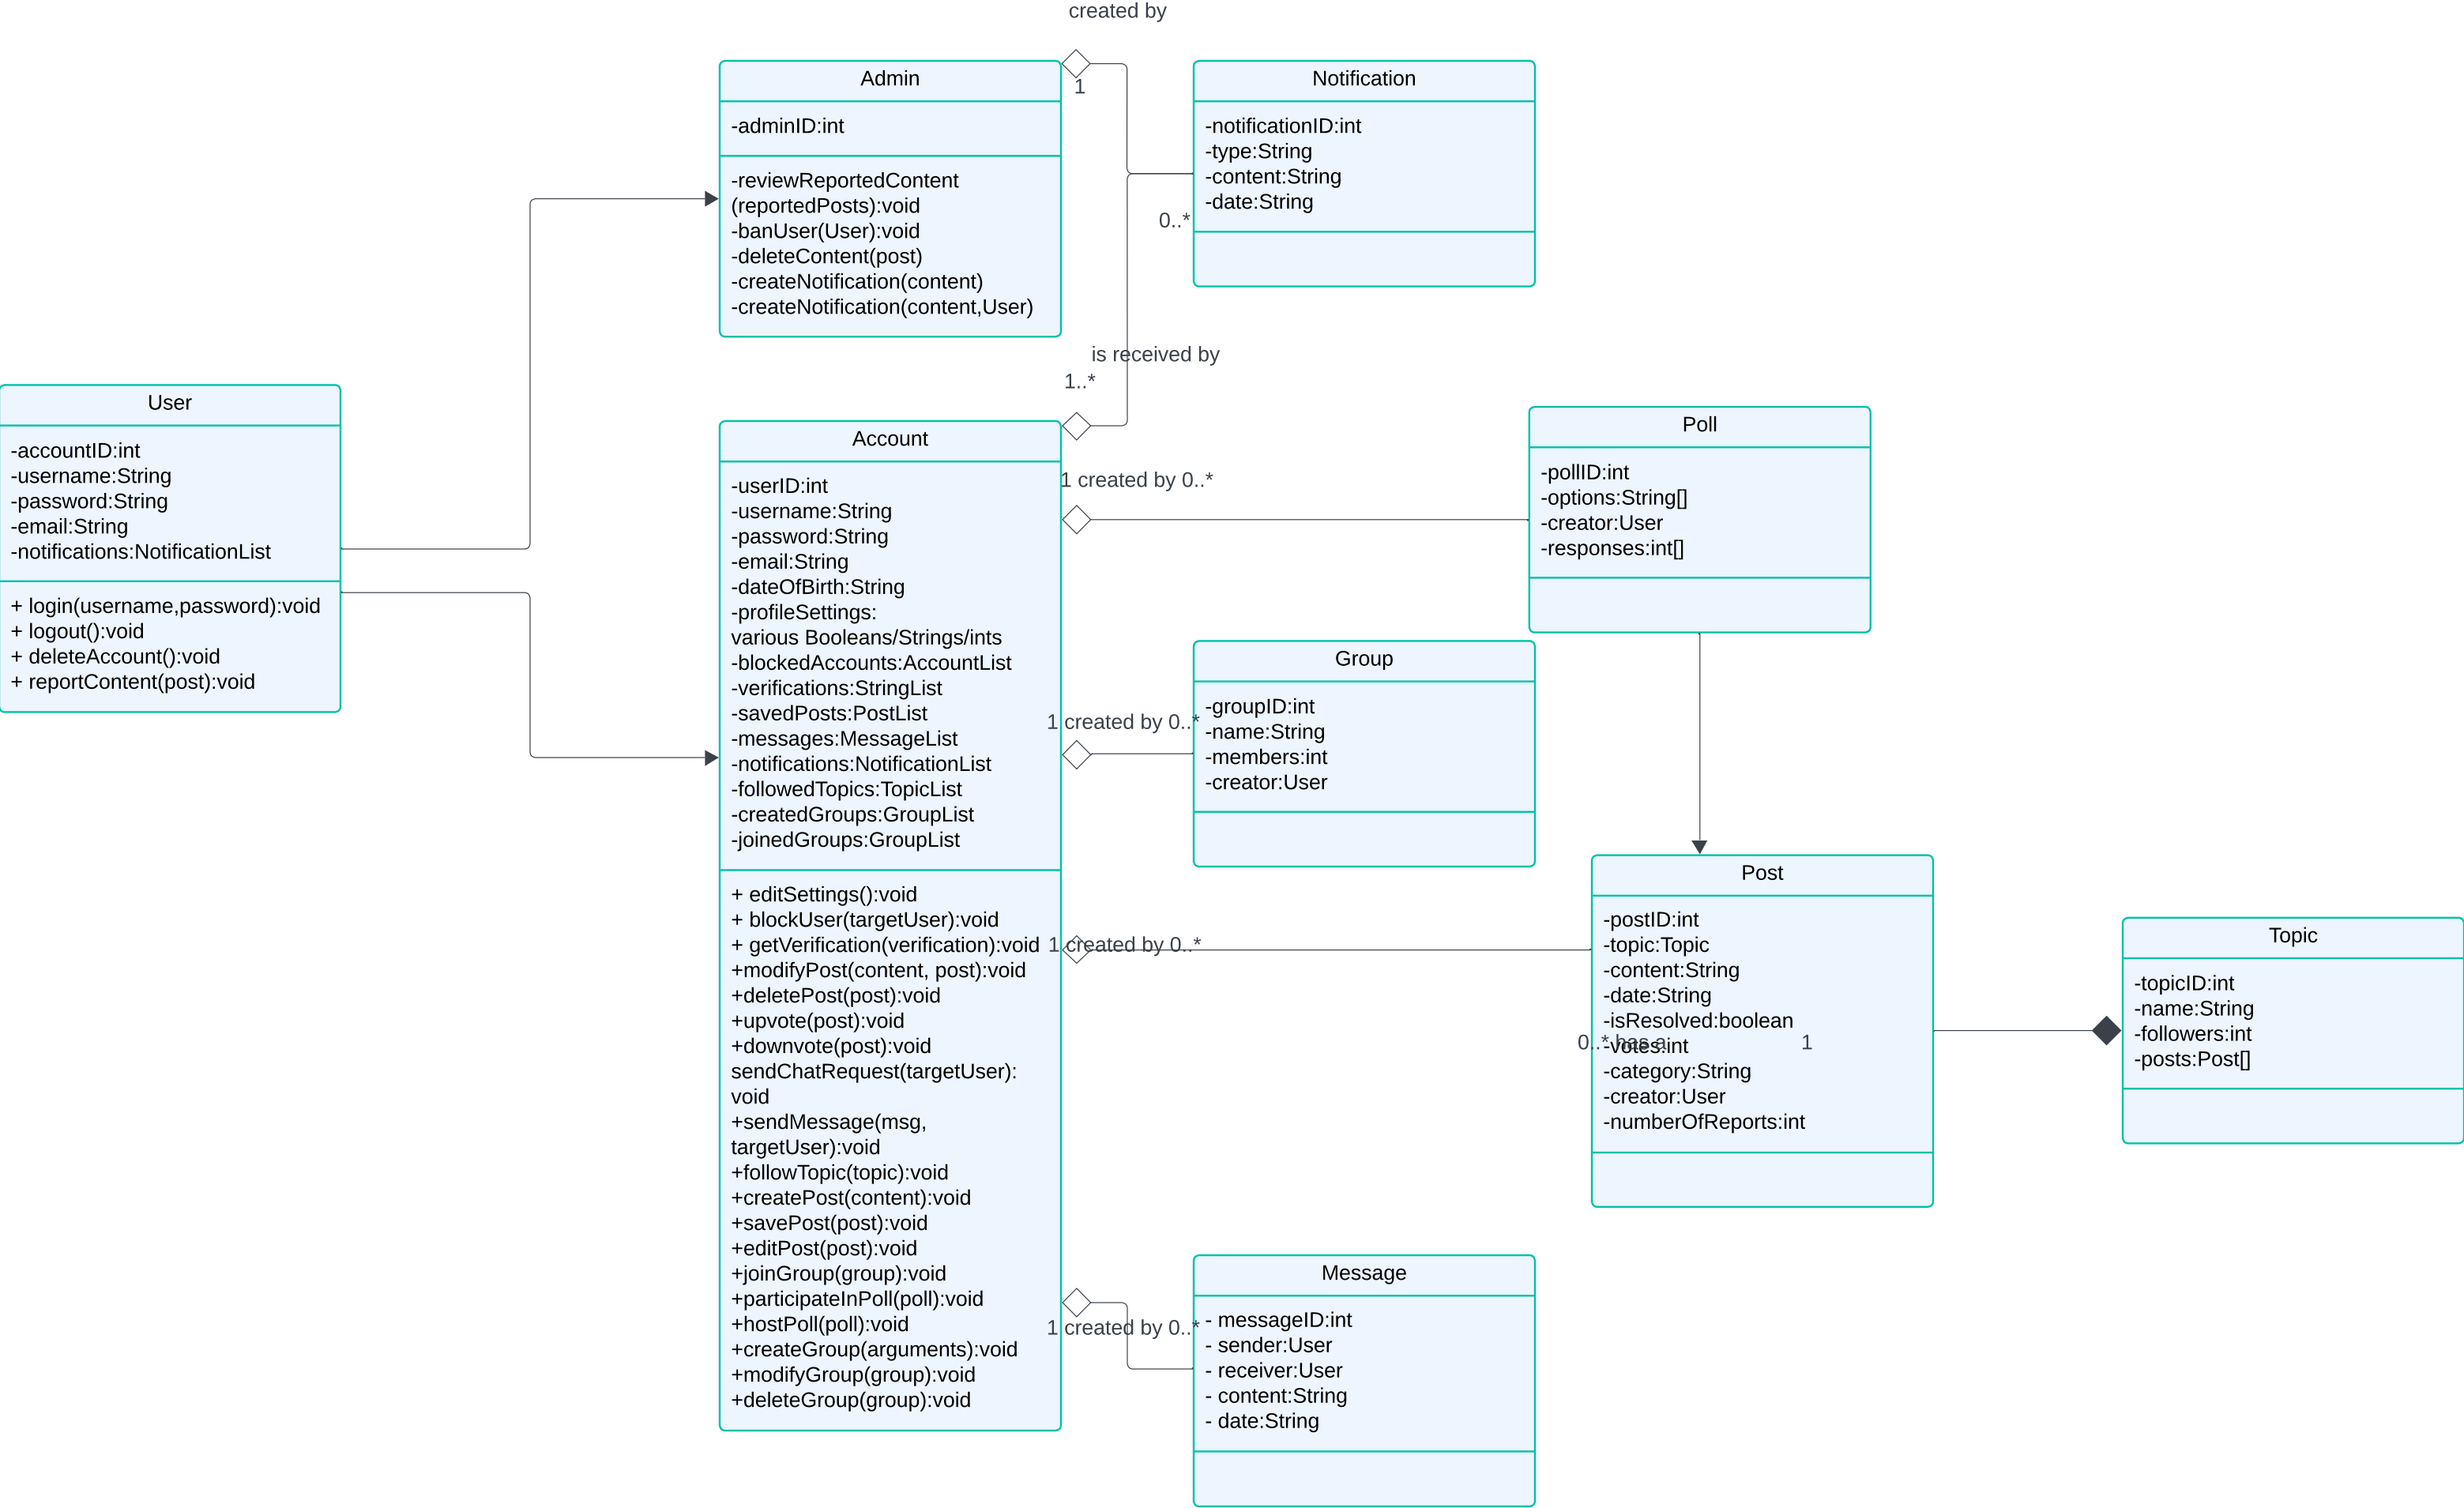 created by
Admin
-adminID:int
-reviewReportedContent
(reportedPosts):void
-banUser(User):void
-deleteContent(post)
-createNotification(content)
-createNotification(content,User)
1
Notification
-notificationID:int
-type:String
-content:String
-date:String
0..*
is received by
1..*
User
-accountID:int
-username:String
-password:String
-email:String
-notifications:NotificationList
+ login(username,password):void
+ logout():void
+ deleteAccount():void
+ reportContent(post):void
Account
-userID:int
-username:String
-password:String
-email:String
-dateOfBirth:String
-profileSettings:
various Booleans/Strings/ints
-blockedAccounts:AccountList
-verifications:StringList
-savedPosts:PostList
-messages:MessageList
-notifications:NotificationList
-followedTopics:TopicList
-createdGroups:GroupList
-joinedGroups:GroupList
+ editSettings():void
+ blockUser(targetUser):void
+ getVerification(verification):void
+modifyPost(content, post):void
+deletePost(post):void
+upvote(post):void
+downvote(post):void
sendChatRequest(targetUser):
void
+sendMessage(msg,
targetUser):void
+followTopic(topic):void
+createPost(content):void
+savePost(post):void
+editPost(post):void
+joinGroup(group):void
+participateInPoll(poll):void
+hostPoll(poll):void
+createGroup(arguments):void
+modifyGroup(group):void
+deleteGroup(group):void
1 created by 0..*
Poll
-pollID:int
-options:String[]
-creator:User
-responses:int[]
1 created by 0..*
Group
-groupID:int
-name:String
-members:int
-creator:User
1 created by 0..*
Post
-postID:int
-topic:Topic
-content:String
-date:String
-isResolved:boolean
-votes:int
-category:String
-creator:User
-numberOfReports:int
0..* has a
1
Topic
-topicID:int
-name:String
-followers:int
-posts:Post[]
1 created by 0..*
Message
- messageID:int
- sender:User
- receiver:User
- content:String
- date:String